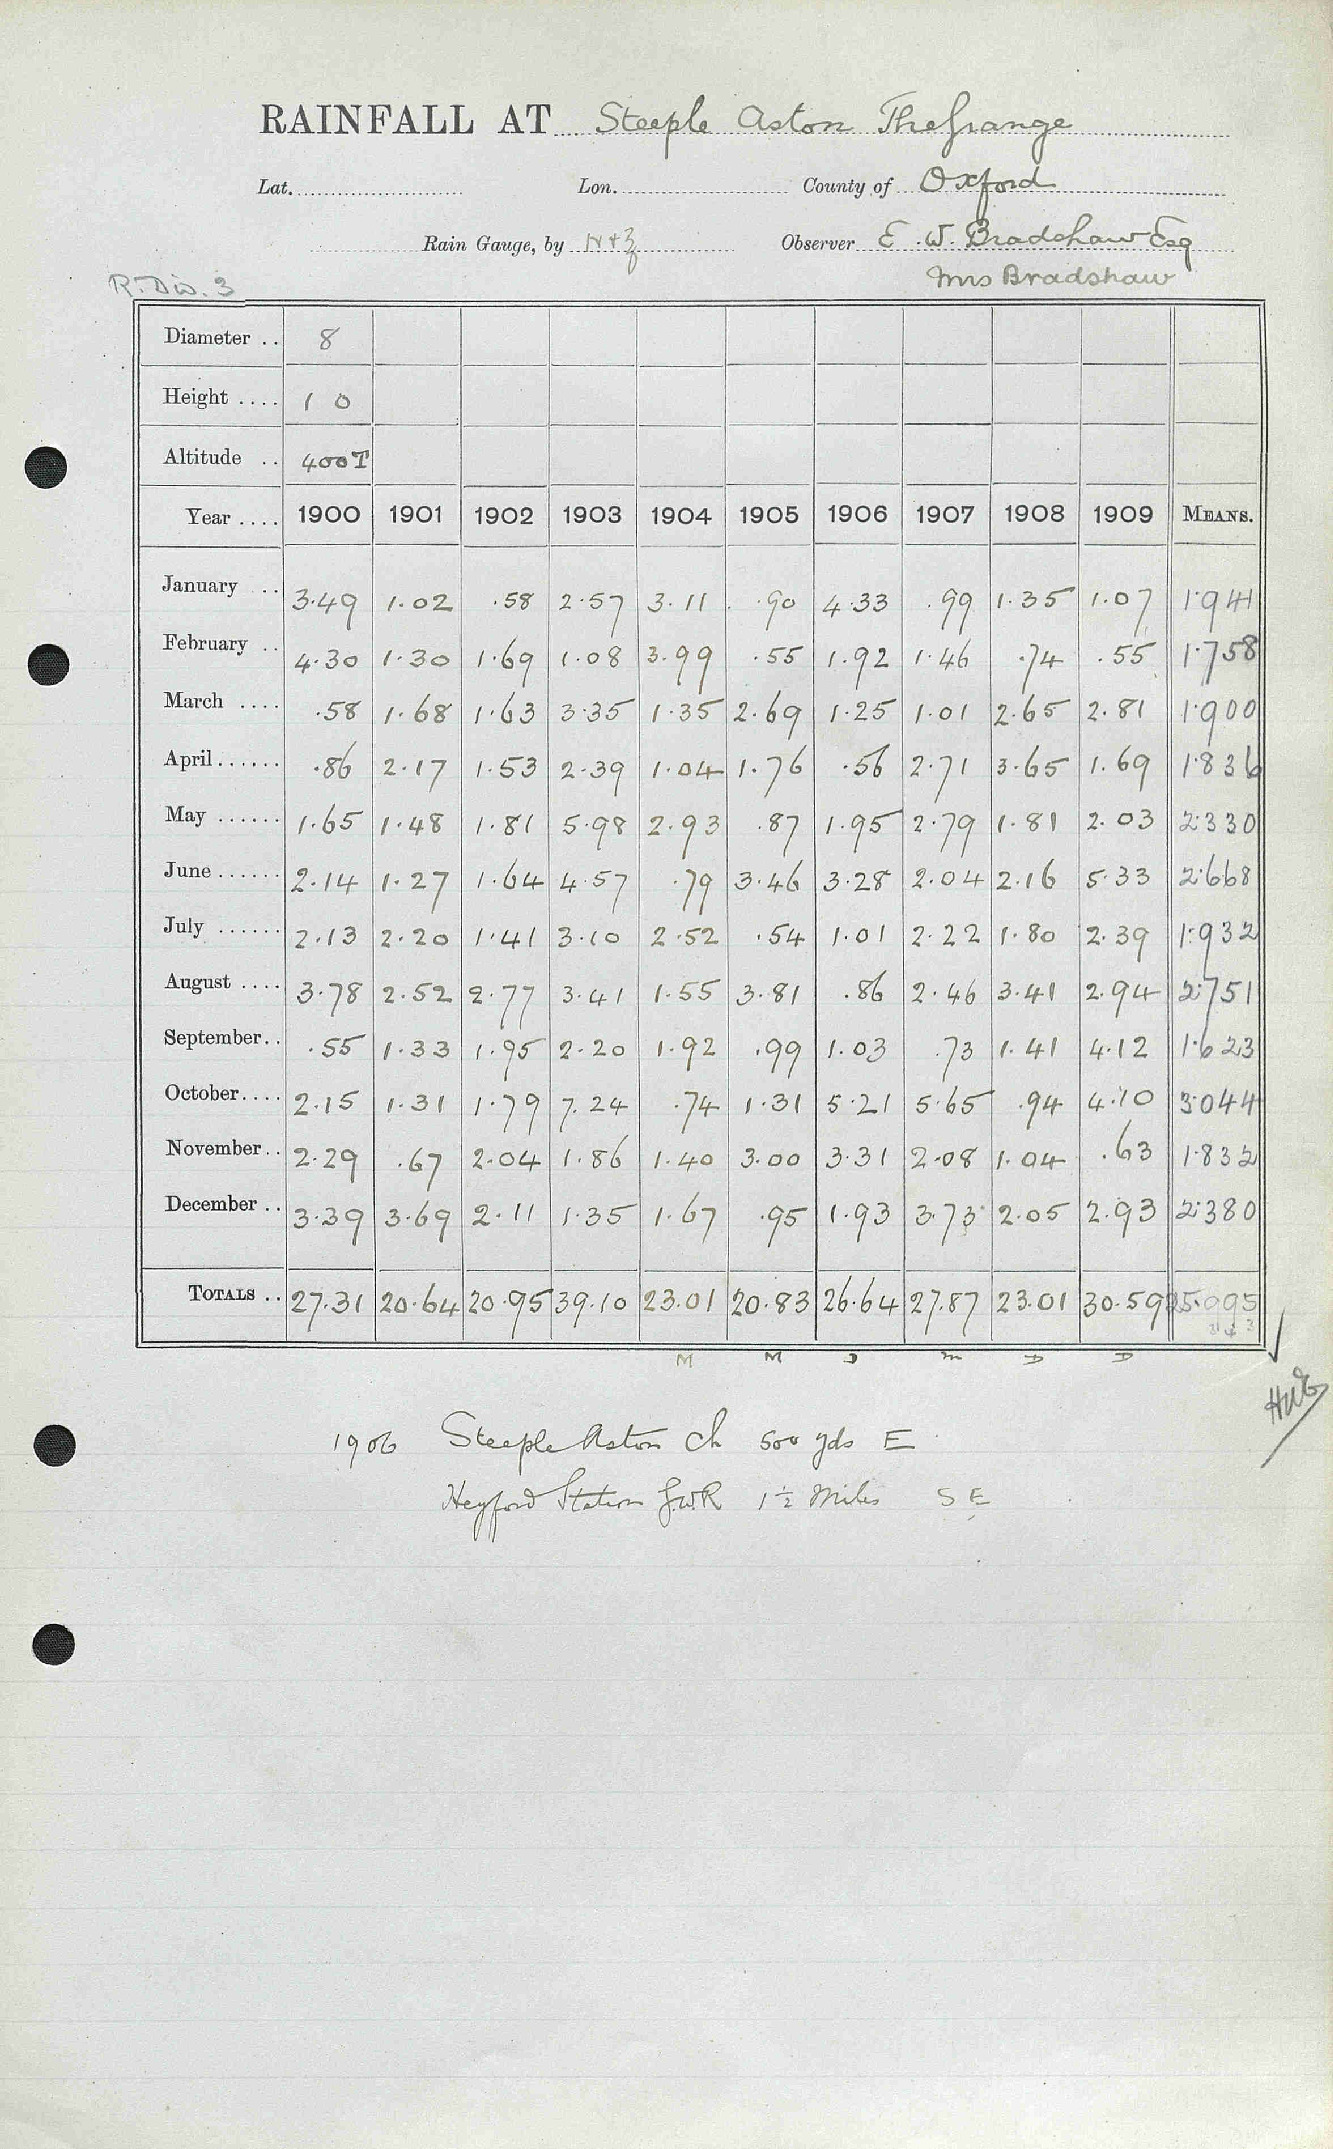 RAINFALL AT Steeple Aston The Grange
Lat. Lon. County of Oxford
Rain Gauge, by N+Z Observer E. W. Bradshaw Esq
R. Div. 3 Mrs Bradshaw
Diameter .. 8
Height .... 1 0
Altitude .. 400T
Year .... 1900 1901 1902 1903 1904 1905 1906 1907 1908 1909 MEANS.
January .. 3.49 1.02 .58 2.57 3.11 .90 4.33 .99 1.35 1.07 1.941
February .. 4.30 1.30 1.69 1.08 3.99 .55 1.92 1.46 .74 .55 1.758
March .... .58 1.68 1.63 3.35 1.35 2.69 1.25 1.01 2.65 2.81 1.900
April ...... .86 2.17 1.53 2.39 1.04 1.76 .56 2.71 3.65 1.69 1.836
May ...... 1.65 1.48 1.81 5.98 2.93 .87 1.95 2.79 1.81 2.03 2.330
June ...... 2.14 1.27 1.64 4.57 .79 3.46 3.28 2.04 2.16 5.33 2.668
July ...... 2.13 2.20 1.41 3.10 2.52 .54 1.01 2.22 1.80 2.39 1.932
August .... 3.78 2.52 2.77 3.41 1.55 3.81 .86 2.46 3.41 2.94 2.751
September.. .55 1.33 1.95 2.20 1.92 .99 1.03 .73 1.41 4.12 1.623
October.... 2.15 1.31 1.79 7.24 .74 1.31 5.21 5.65 .94 4.10 3.044
November.. 2.29 .67 2.04 1.86 1.40 3.00 3.31 2.08 1.04 .63 1.832
December .. 3.39 3.69 2.11 1.35 1.67 .95 1.93 3.73 2.05 2.93 2.380
TOTALS .. 27.31 20.64 20.95 39.10 23.01 20.83 26.64 27.87 23.01 30.59 25.995
M M D M D D
1906 Steeple Aston Ch 500 yds E
Heyford Station G.W.R 1½ Miles SE